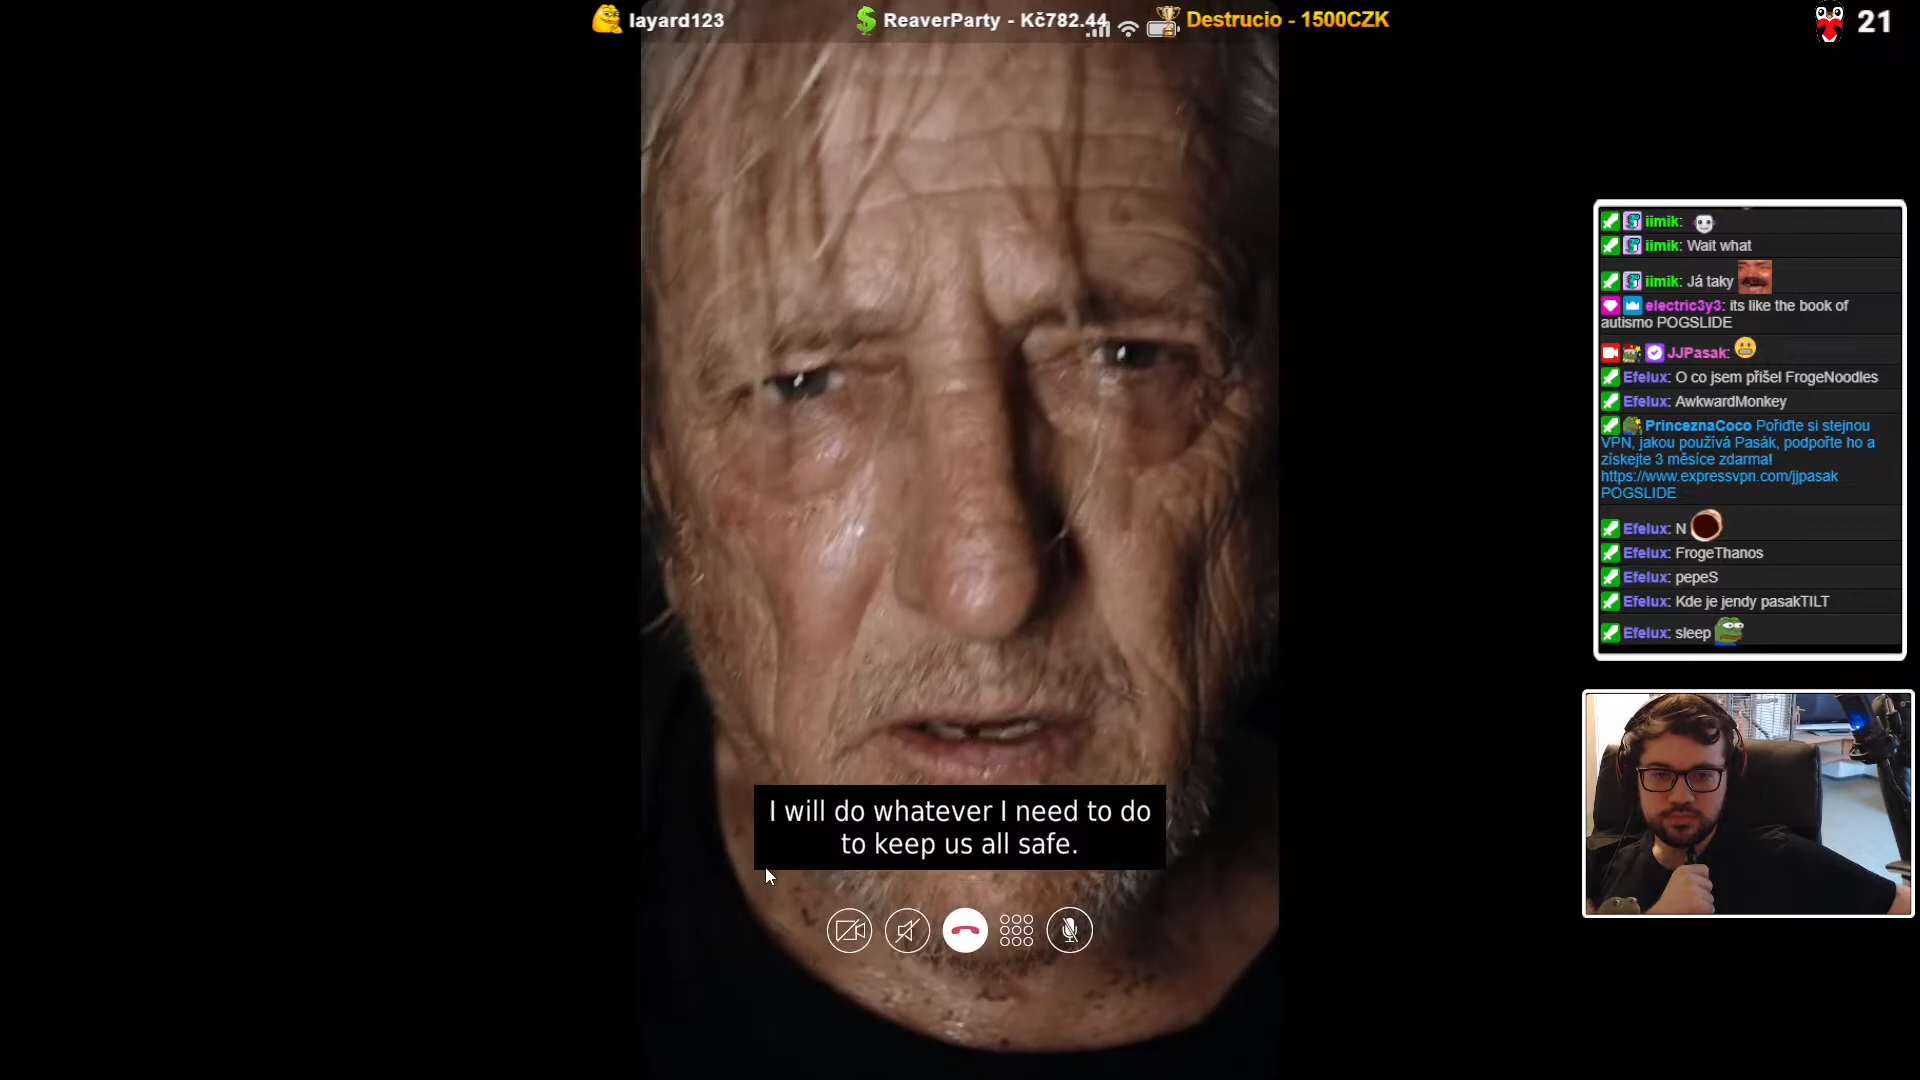 layard123
ReaverParty - Kč782.44
Destrucio - 1500CZK
21
iimik:
iimik: Wait what
iimik: Já taky
electric3y3: its like the book of
autismo POGSLIDE
JJPasak:
Efelux: O co jsem přišel FrogeNoodles
Efelux: AwkwardMonkey
PrinceznaCoco Pořiďte si stejnou
VPN, jakou používá Pasák, podpořte ho a
získejte 3 měsíce zdarma!
https://www.expressvpn.com/jjpasak
POGSLIDE
Efelux: N
Efelux: FrogeThanos
Efelux: pepeS
Efelux: Kde je jendy pasakTILT
Efelux: sleep
I will do whatever I need to do
to keep us all safe.